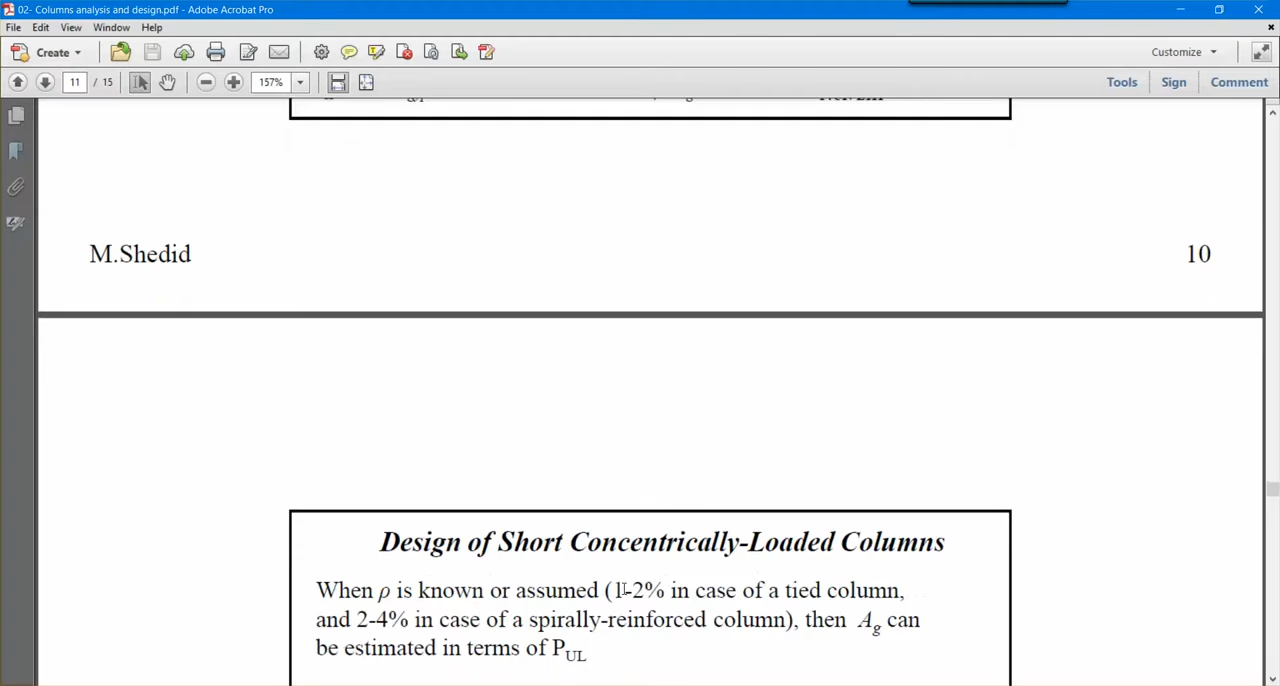 02- Columns analysis and design.pdf - Adobe Acrobat Pro
File Edit View Window Help
Create Customize
11 / 15 157% Tools Sign Comment
M.Shedid 10
Design of Short Concentrically-Loaded Columns
When ρ is known or assumed (1-2% in case of a tied column,
and 2-4% in case of a spirally-reinforced column), then Ag can
be estimated in terms of PUL